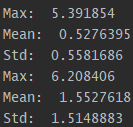 Max:  5.391854
Mean:  0.5276395
Std:  0.5581686
Max:  6.208406
Mean:  1.5527618
Std:  1.5148883